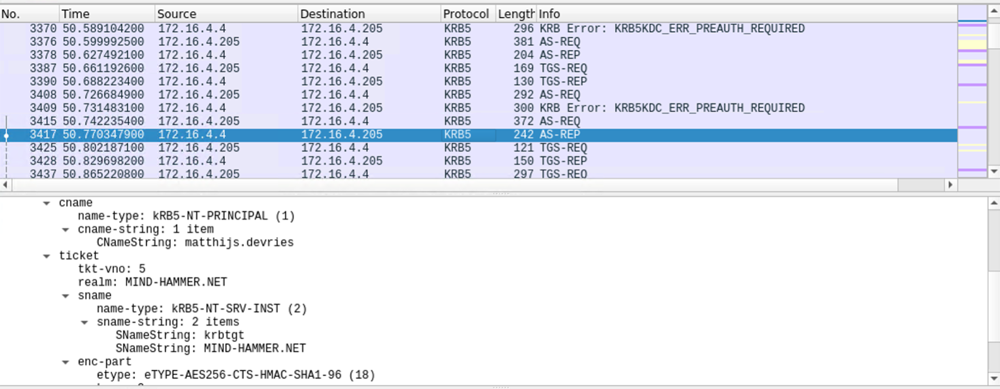 No. Time Source Destination Protocol Length Info
3370 50.589104200 172.16.4.4 172.16.4.205 KRB5 296 KRB Error: KRB5KDC_ERR_PREAUTH_REQUIRED
3376 50.599992500 172.16.4.205 172.16.4.4 KRB5 381 AS-REQ
3378 50.627492100 172.16.4.4 172.16.4.205 KRB5 204 AS-REP
3387 50.661192600 172.16.4.205 172.16.4.4 KRB5 169 TGS-REQ
3390 50.688223400 172.16.4.4 172.16.4.205 KRB5 130 TGS-REP
3408 50.726684900 172.16.4.205 172.16.4.4 KRB5 292 AS-REQ
3409 50.731483100 172.16.4.4 172.16.4.205 KRB5 300 KRB Error: KRB5KDC_ERR_PREAUTH_REQUIRED
3415 50.742235400 172.16.4.205 172.16.4.4 KRB5 372 AS-REQ
3417 50.770347900 172.16.4.4 172.16.4.205 KRB5 242 AS-REP
3425 50.802187100 172.16.4.205 172.16.4.4 KRB5 121 TGS-REQ
3428 50.829698200 172.16.4.4 172.16.4.205 KRB5 150 TGS-REP
3437 50.865220800 172.16.4.205 172.16.4.4 KRB5 297 TGS-REQ
cname
name-type: kRB5-NT-PRINCIPAL (1)
cname-string: 1 item
CNameString: matthijs.devries
ticket
tkt-vno: 5
realm: MIND-HAMMER.NET
sname
name-type: kRB5-NT-SRV-INST (2)
sname-string: 2 items
SNameString: krbtgt
SNameString: MIND-HAMMER.NET
enc-part
etype: eTYPE-AES256-CTS-HMAC-SHA1-96 (18)